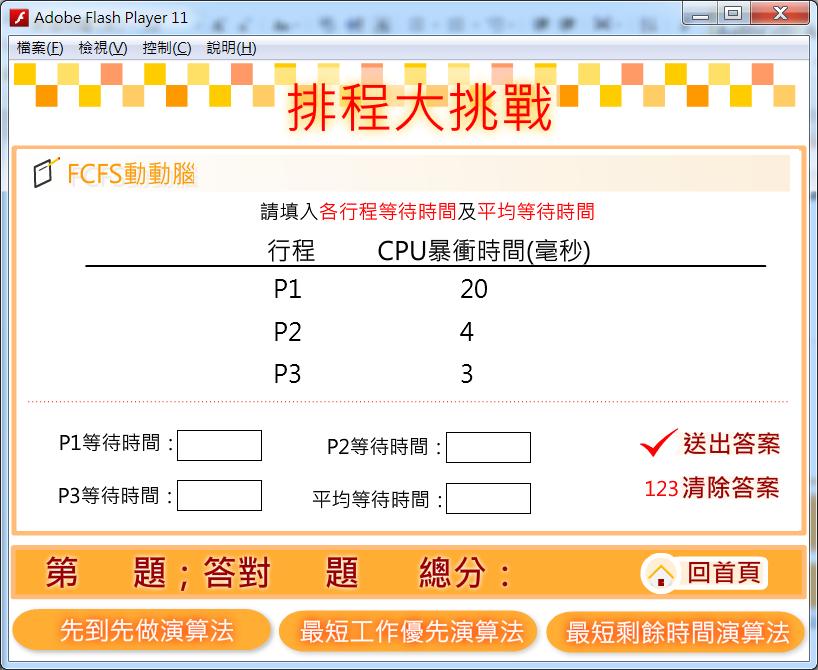 Adobe Flash Player 11
檔案(F) 檢視(V) 控制(C) 說明(H)
排程大挑戰
FCFS動動腦
請填入各行程等待時間及平均等待時間
行程 CPU暴衝時間(毫秒)
P1 20
P2 4
P3 3
P1等待時間： P2等待時間： 送出答案
P3等待時間： 平均等待時間： 123清除答案
第 題；答對 題 總分： 回首頁
先到先做演算法 最短工作優先演算法 最短剩餘時間演算法